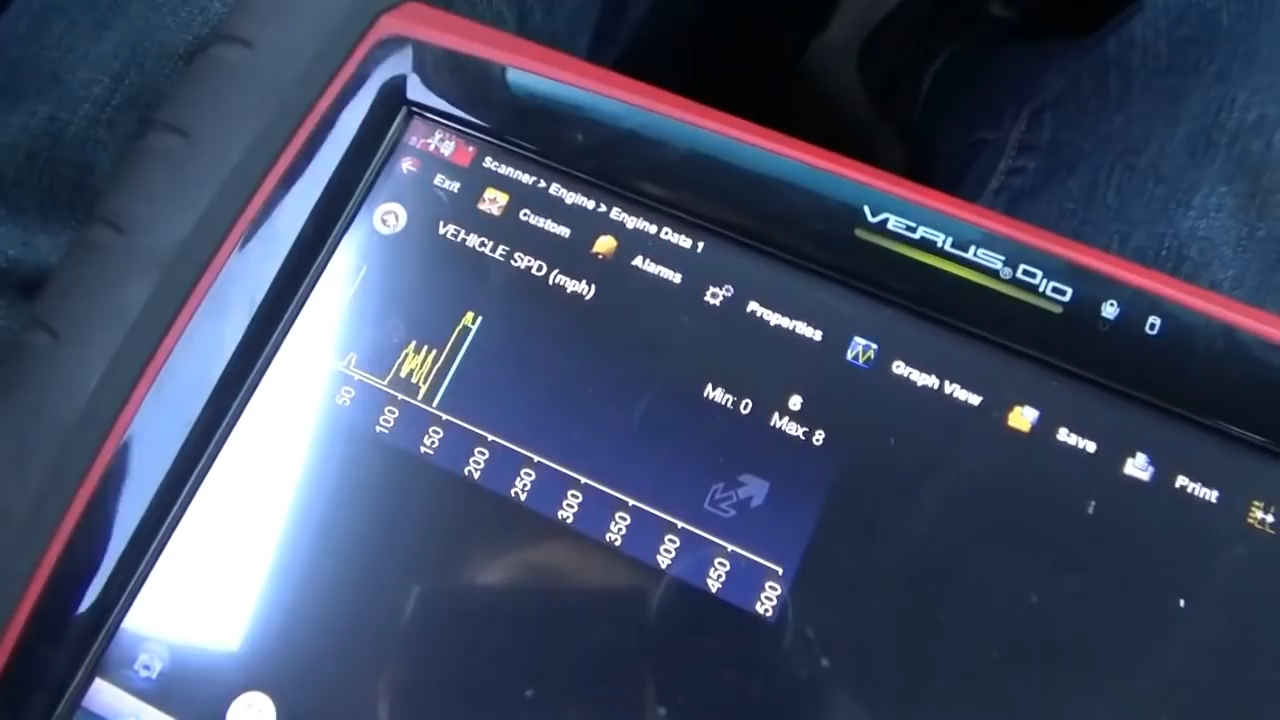 VERUS® D10
Scanner > Engine > Engine Data 1
Exit Custom Alarms Properties Graph View Save Print
VEHICLE SPD (mph)
6
Min: 0 Max: 8
50 100 150 200 250 300 350 400 450 500